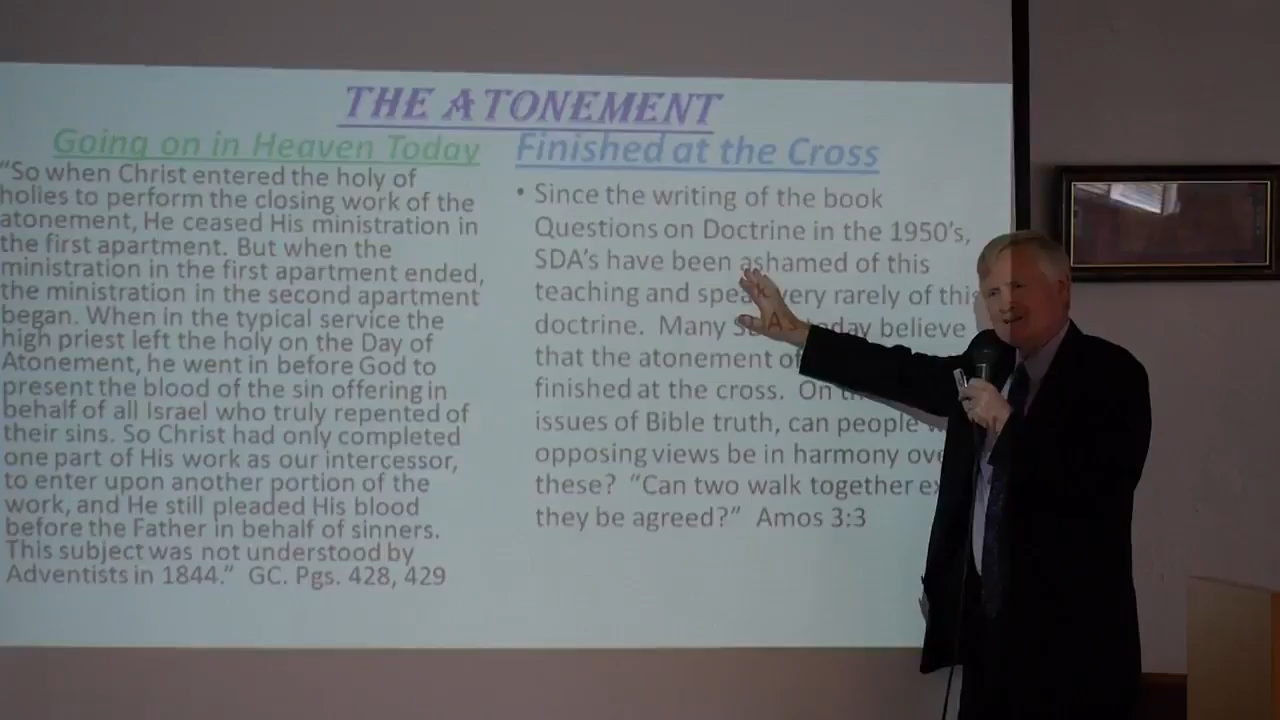 THE ATONEMENT
Going on in Heaven Today
"So when Christ entered the holy of
holies to perform the closing work of the
atonement, He ceased His ministration in
the first apartment. But when the
ministration in the first apartment ended,
the ministration in the second apartment
began. When in the typical service the
high priest left the holy on the Day of
Atonement, he went in before God to
present the blood of the sin offering in
behalf of all Israel who truly repented of
their sins. So Christ had only completed
one part of His work as our intercessor,
to enter upon another portion of the
work, and He still pleaded His blood
before the Father in behalf of sinners.
This subject was not understood by
Adventists in 1844." GC. Pgs. 428, 429
Finished at the Cross
• Since the writing of the book
Questions on Doctrine in the 1950's,
SDA's have been ashamed of this
teaching and speak very rarely of this
doctrine. Many SDA's today believe
that the atonement of
finished at the cross. On
issues of Bible truth, can people
opposing views be in harmony
these? "Can two walk together
they be agreed?" Amos 3:3